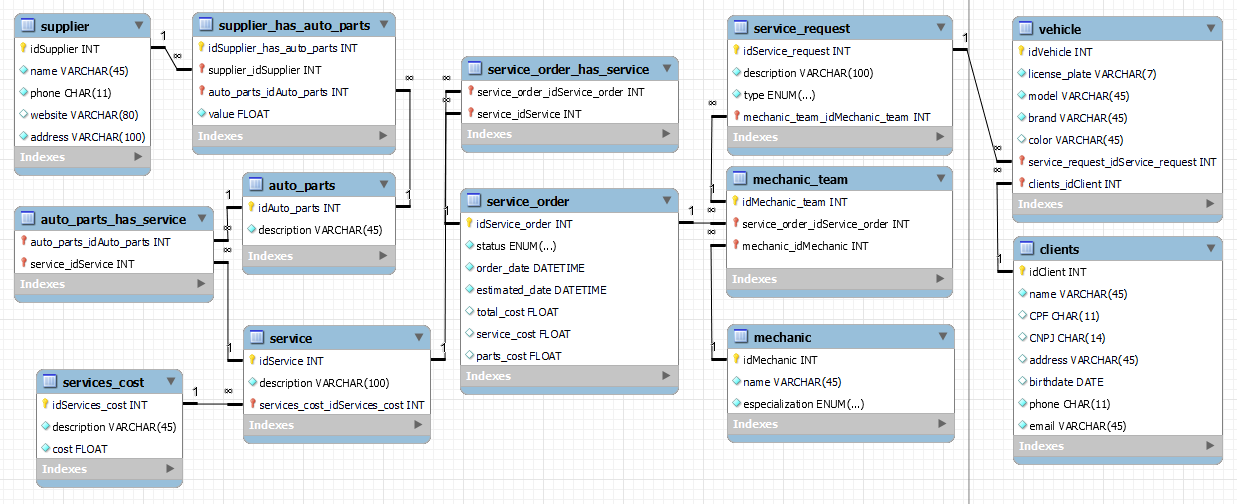 supplier
idSupplier INT
name VARCHAR(45)
phone CHAR(11)
website VARCHAR(80)
address VARCHAR(100)
Indexes
1
∞
supplier_has_auto_parts
idSupplier_has_auto_parts INT
supplier_idSupplier INT
auto_parts_idAuto_parts INT
value FLOAT
Indexes
∞
1
auto_parts
idAuto_parts INT
description VARCHAR(45)
Indexes
1
∞
auto_parts_has_service
auto_parts_idAuto_parts INT
service_idService INT
Indexes
∞
1
service
idService INT
description VARCHAR(100)
services_cost_idServices_cost INT
Indexes
1
∞
services_cost
idServices_cost INT
description VARCHAR(45)
cost FLOAT
Indexes
1
∞
service_order_has_service
service_order_idService_order INT
service_idService INT
Indexes
∞
1
service_order
idService_order INT
status ENUM(...)
order_date DATETIME
estimated_date DATETIME
total_cost FLOAT
service_cost FLOAT
parts_cost FLOAT
Indexes
1
∞
service_request
idService_request INT
description VARCHAR(100)
type ENUM(...)
mechanic_team_idMechanic_team INT
Indexes
∞
1
mechanic_team
idMechanic_team INT
service_order_idService_order INT
mechanic_idMechanic INT
Indexes
∞
1
mechanic
idMechanic INT
name VARCHAR(45)
especialization ENUM(...)
Indexes
1
∞
vehicle
idVehicle INT
license_plate VARCHAR(7)
model VARCHAR(45)
brand VARCHAR(45)
color VARCHAR(45)
service_request_idService_request INT
clients_idClient INT
Indexes
∞
1
clients
idClient INT
name VARCHAR(45)
CPF CHAR(11)
CNPJ CHAR(14)
address VARCHAR(45)
birthdate DATE
phone CHAR(11)
email VARCHAR(45)
Indexes